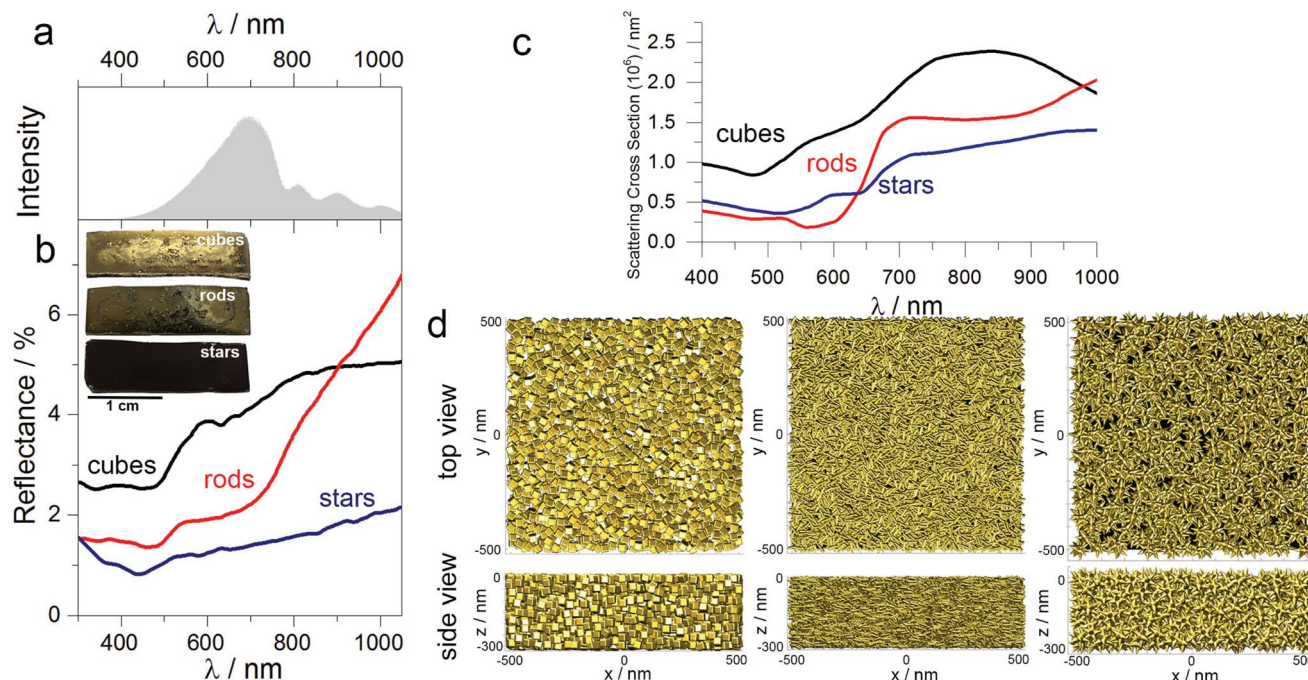 a
λ / nm
400 600 800 1000
Intensity
b
cubes
rods
stars
1 cm
Reflectance / %
6
4
2
0
cubes
rods
stars
400 600 800 1000
λ / nm
c
Scattering Cross Section (10⁶) / nm²
2.5
2.0
1.5
1.0
0.5
0.0
cubes
rods
stars
400 500 600 700 800 900 1000
λ / nm
d
top view
y / nm
500
0
-500
y / nm
500
0
-500
y / nm
500
0
-500
side view
z / nm
0
-300
-500 0 500
x / nm
z / nm
0
-300
-500 0 500
x / nm
z / nm
0
-300
-500 0 500
x / nm